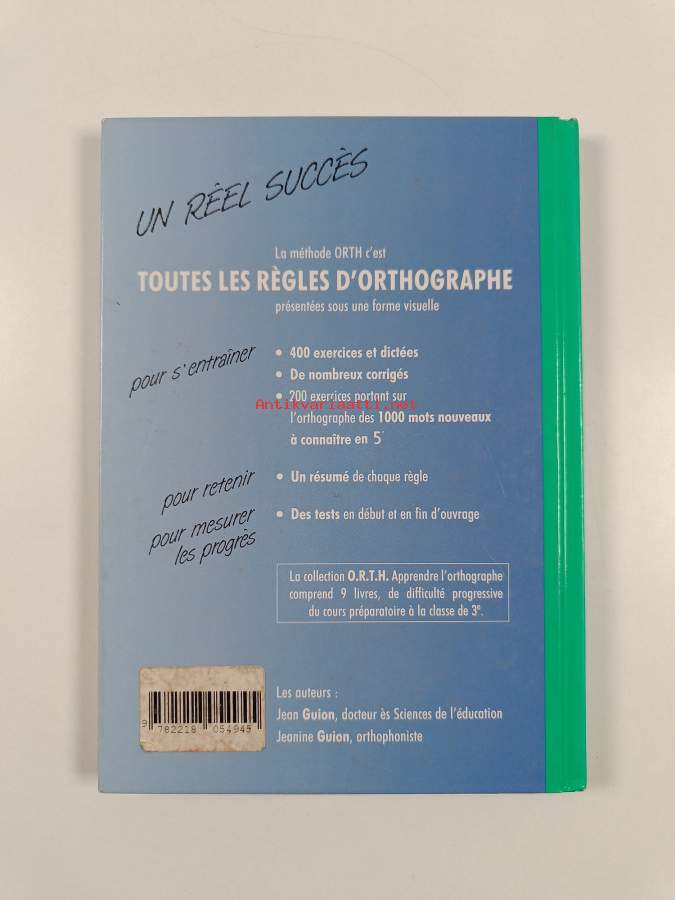 UN RÉEL SUCCÈS
La méthode ORTH c'est
TOUTES LES RÈGLES D'ORTHOGRAPHE
présentées sous une forme visuelle
pour s'entraîner
• 400 exercices et dictées
• De nombreux corrigés
• 200 exercices portant sur
Antikvariaatti.net
l'orthographe des 1000 mots nouveaux
à connaître en 5e
pour retenir
• Un résumé de chaque règle
pour mesurer
les progrès
• Des tests en début et en fin d'ouvrage
La collection O.R.T.H. Apprendre l'orthographe
comprend 9 livres, de difficulté progressive
du cours préparatoire à la classe de 3e.
9 782218 054945
Les auteurs :
Jean Guion, docteur ès Sciences de l'éducation
Jeanine Guion, orthophoniste